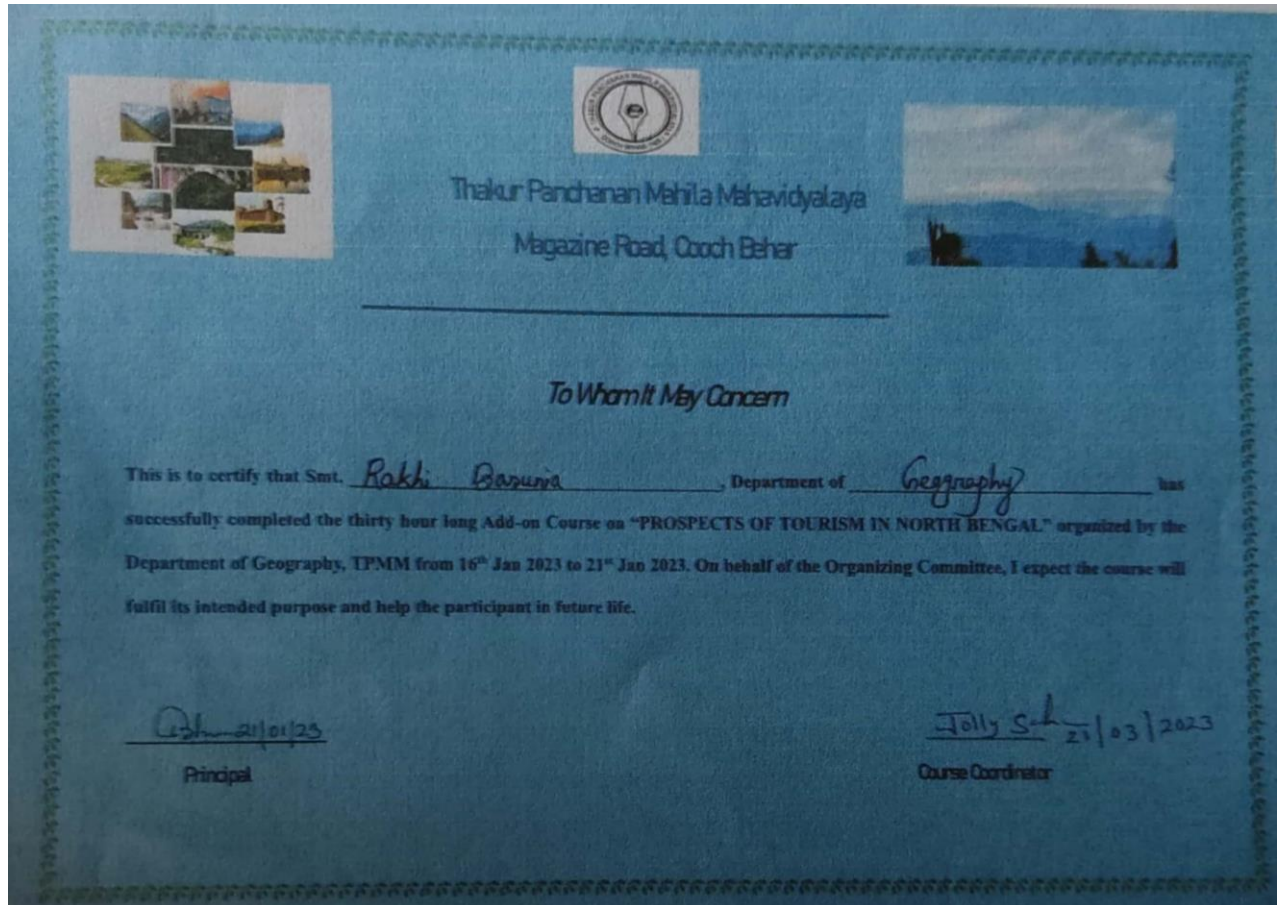 Thakur Panchanan Mahila Mahavidyalaya
Magazine Road, Cooch Behar
To Whom It May Concern
This is to certify that Smt. Rakhi Basunia, Department of Geography has
successfully completed the thirty hour long Add-on Course on “PROSPECTS OF TOURISM IN NORTH BENGAL” organized by the
Department of Geography, TPMM from 16th Jan 2023 to 21st Jan 2023. On behalf of the Organizing Committee, I expect the course will
fulfil its intended purpose and help the participant in future life.
21/01/23
Jolly 21/03/2023
Principal
Course Coordinator